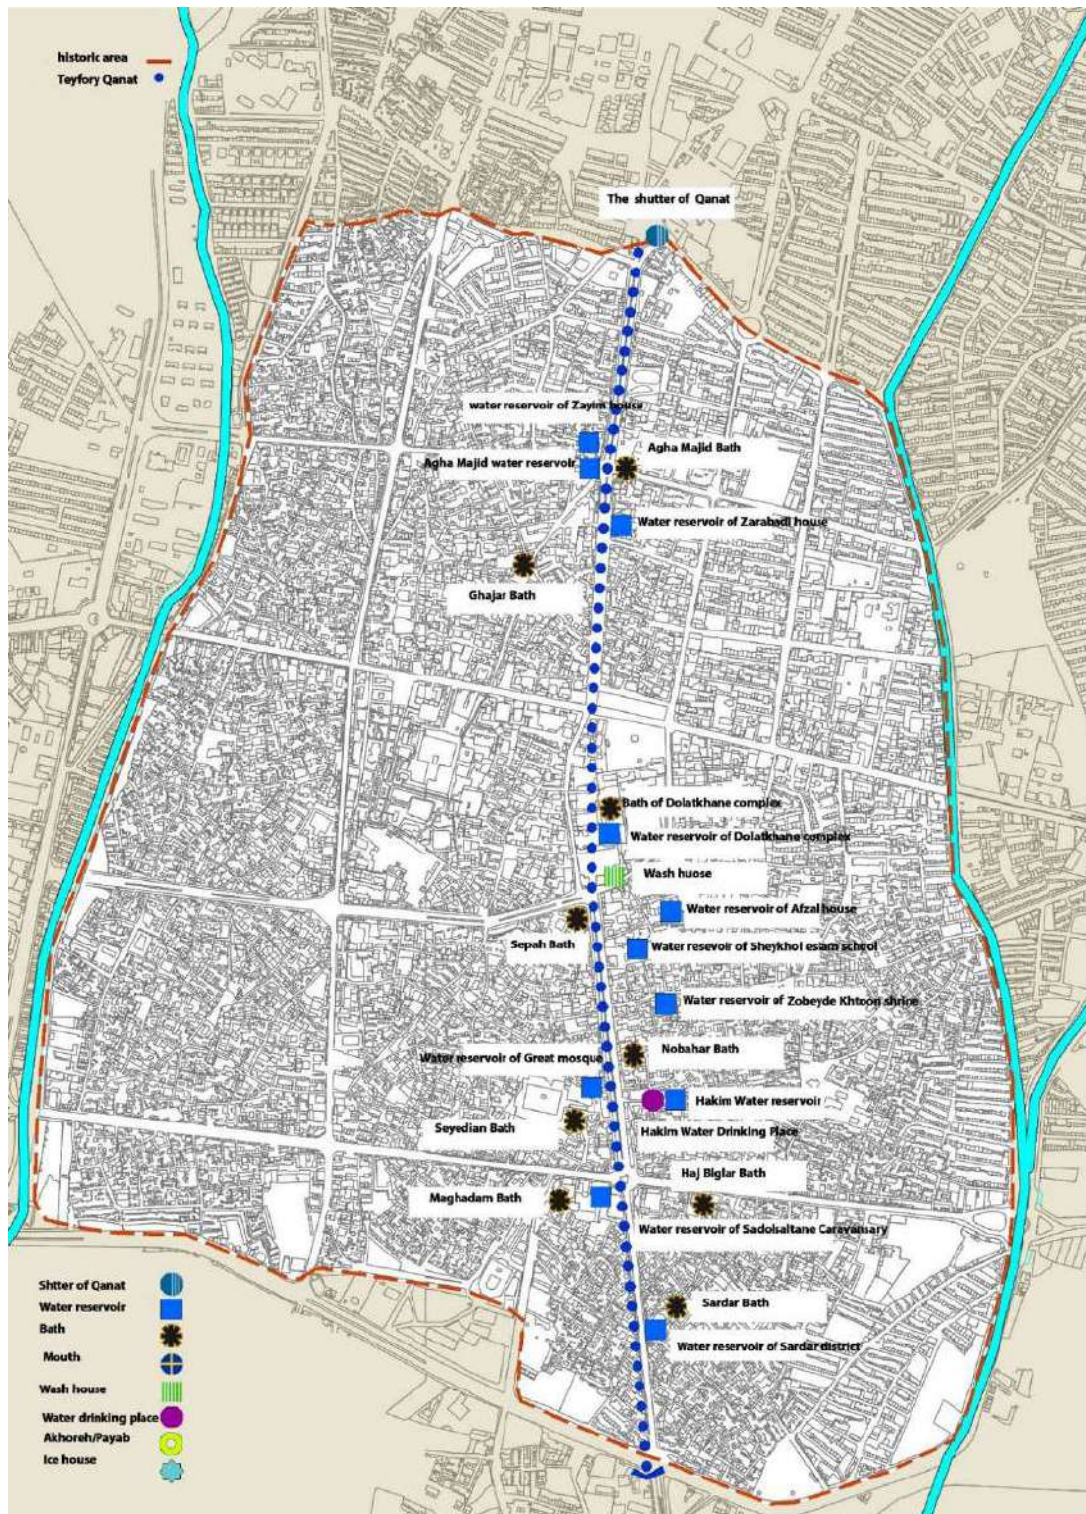 historic area
Teyfory Qanat
The shutter of Qanat
water reservoir of Zayim house
Agha Majid Bath
Agha Majid water reservoir
Water reservoir of Zarabadi house
Ghajar Bath
Bath of Dolatkhane complex
Water reservoir of Dolatkhane complex
Wash huose
Water reservoir of Afzal house
Sepah Bath
Water resevoir of Sheykhol eslam school
Water reservoir of Zobeyde Khtoon shrine
Nobahar Bath
Water reservoir of Great mosque
Hakim Water reservoir
Seyedian Bath
Hakim Water Drinking Place
Haj Biglar Bath
Maghadam Bath
Water reservoir of Sadolsaltane Caravansary
Sardar Bath
Water reservoir of Sardar district
Shtter of Qanat
Water reservoir
Bath
Mouth
Wash house
Water drinking place
Akhoreh/Payab
Ice house